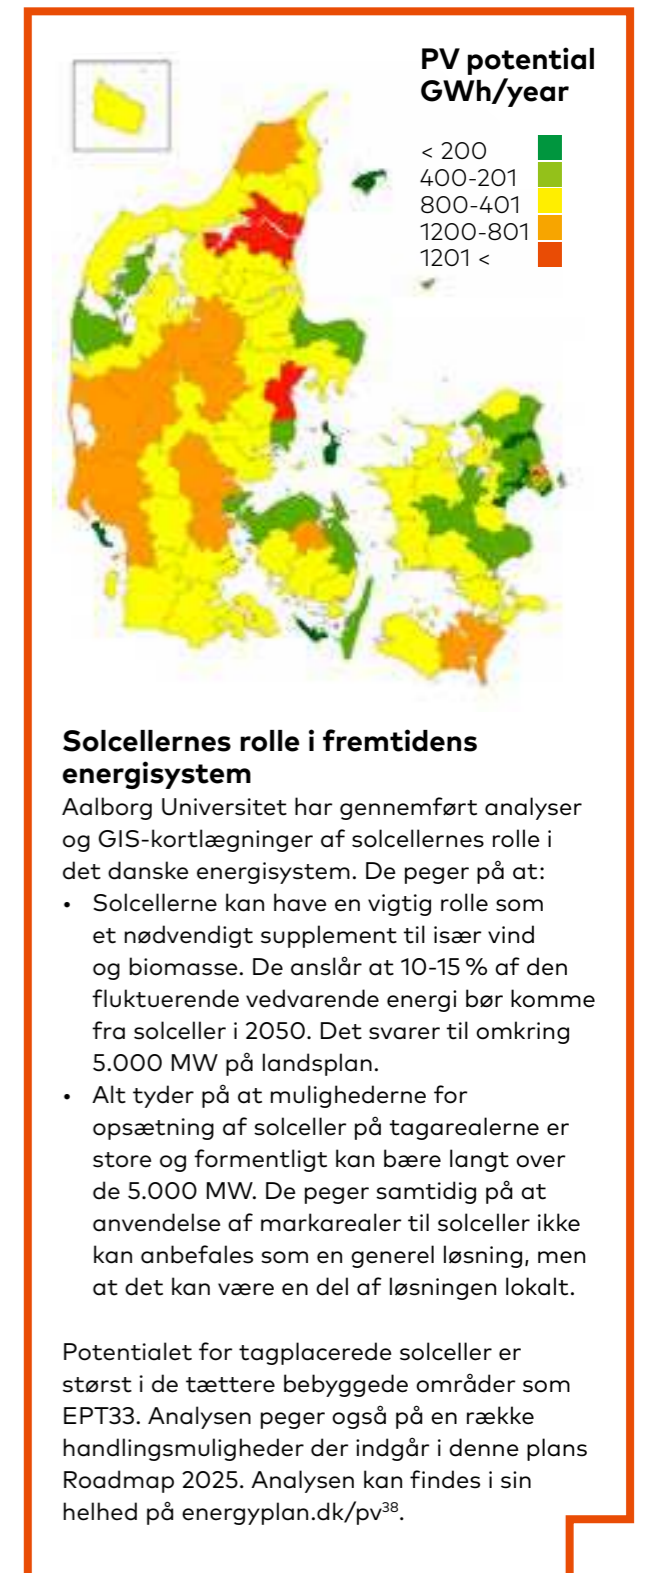 PV potential
GWh/year
< 200
400-201
800-401
1200-801
1201 <
Solcellernes rolle i fremtidens
energisystem
Aalborg Universitet har gennemført analyser
og GIS-kortlægninger af solcellernes rolle i
det danske energisystem. De peger på at:
• Solcellerne kan have en vigtig rolle som
et nødvendigt supplement til især vind
og biomasse. De anslår at 10-15 % af den
fluktuerende vedvarende energi bør komme
fra solceller i 2050. Det svarer til omkring
5.000 MW på landsplan.
• Alt tyder på at mulighederne for
opsætning af solceller på tagarealerne er
store og formentligt kan bære langt over
de 5.000 MW. De peger samtidig på at
anvendelse af markarealer til solceller ikke
kan anbefales som en generel løsning, men
at det kan være en del af løsningen lokalt.
Potentialet for tagplacerede solceller er
størst i de tættere bebyggede områder som
EPT33. Analysen peger også på en række
handlingsmuligheder der indgår i denne plans
Roadmap 2025. Analysen kan findes i sin
helhed på energyplan.dk/pv³⁸.